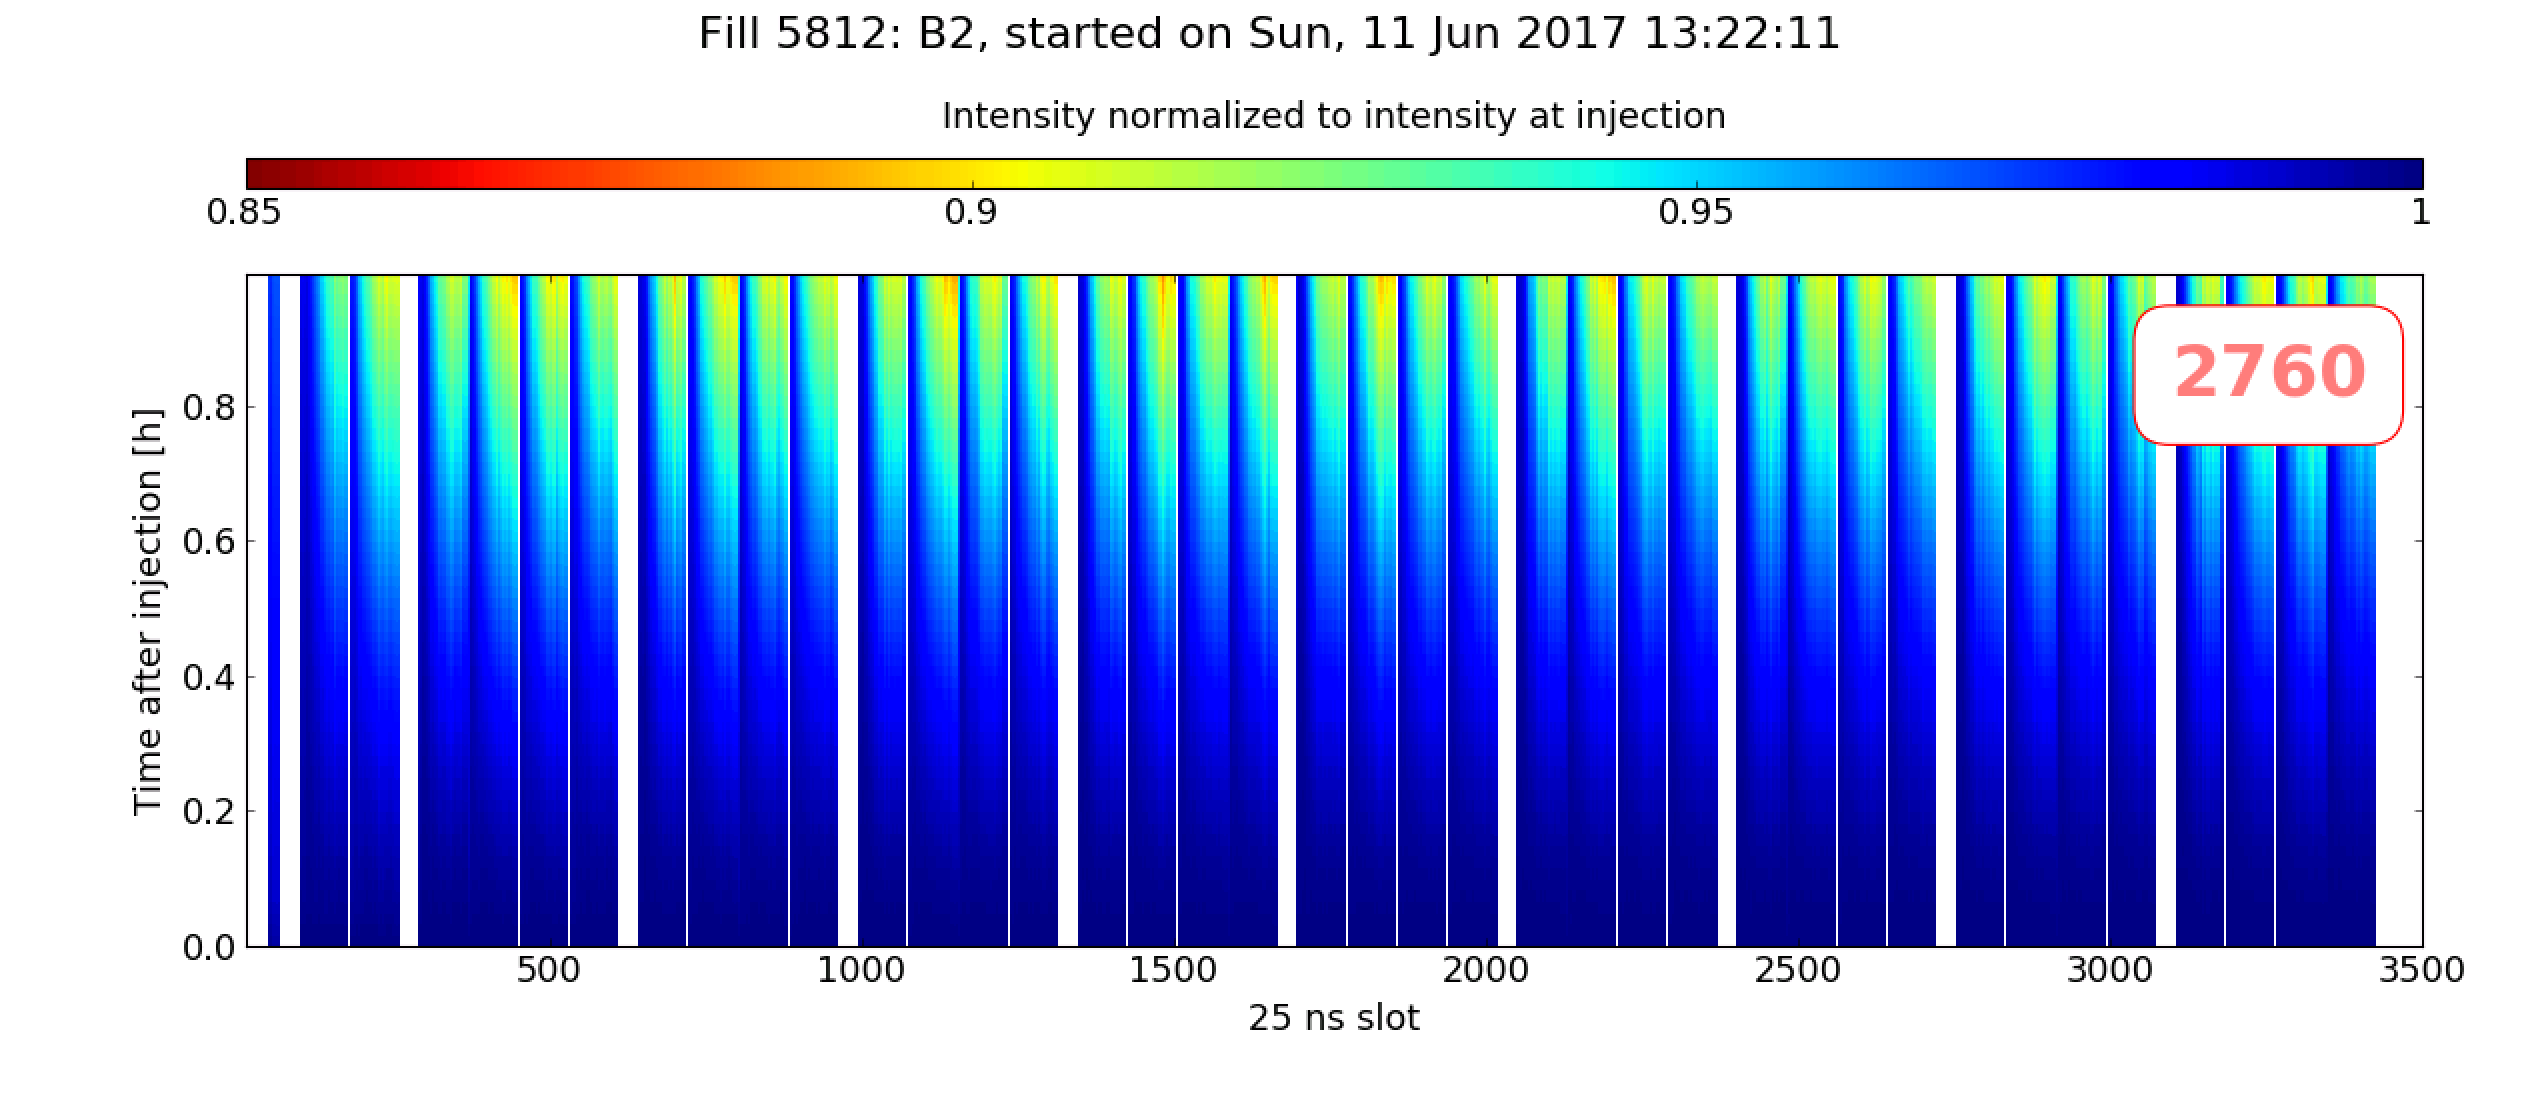 Fill 5812: B2, started on Sun, 11 Jun 2017 13:22:11
Intensity normalized to intensity at injection
0.85 0.9 0.95 1
2760
Time after injection [h]
0.8
0.6
0.4
0.2
0.0
500 1000 1500 2000 2500 3000 3500
25 ns slot